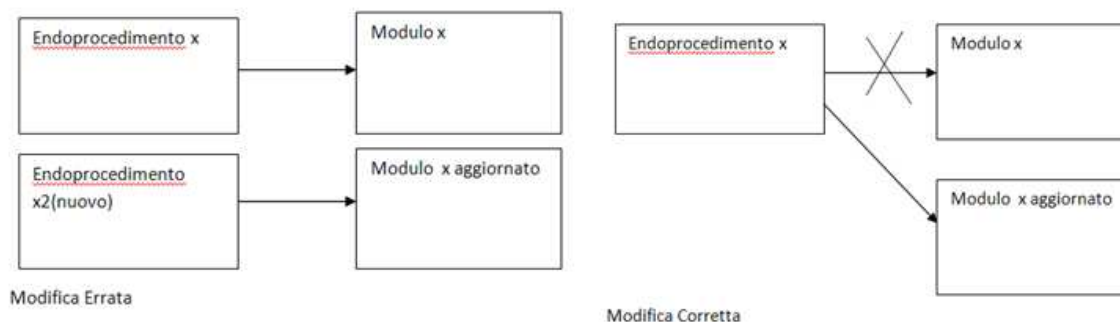 Endoprocedimento x
Modulo x
Endoprocedimento
x2(nuovo)
Modulo x aggiornato
Modifica Errata
Endoprocedimento x
Modulo x
Modulo x aggiornato
Modifica Corretta